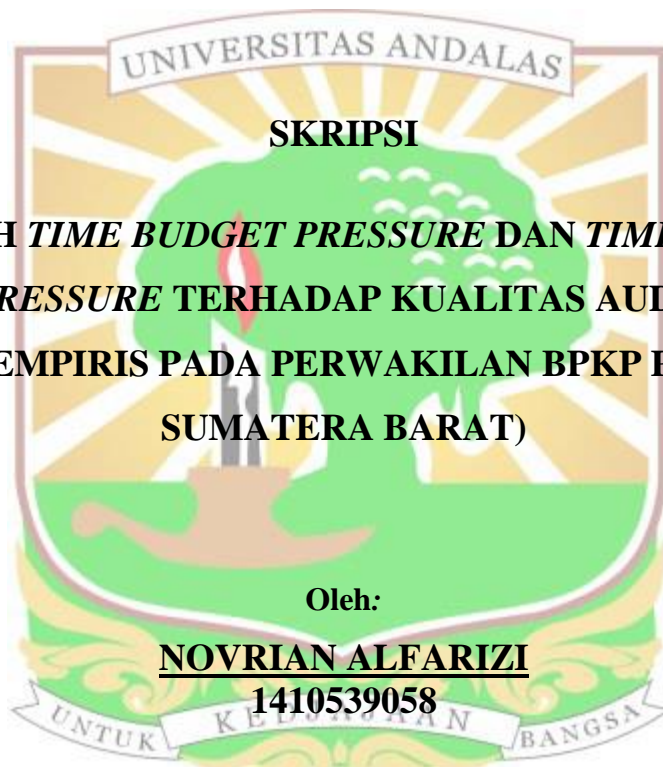 UNIVERSITAS ANDALAS
SKRIPSI
H TIME BUDGET PRESSURE DAN TIM
RESSURE TERHADAP KUALITAS AU
EMPIRIS PADA PERWAKILAN BPKP
SUMATERA BARAT)
Oleh:
NOVRIAN ALFARIZI
1410539058
UNTUK KEDJAJAAN BANGSA